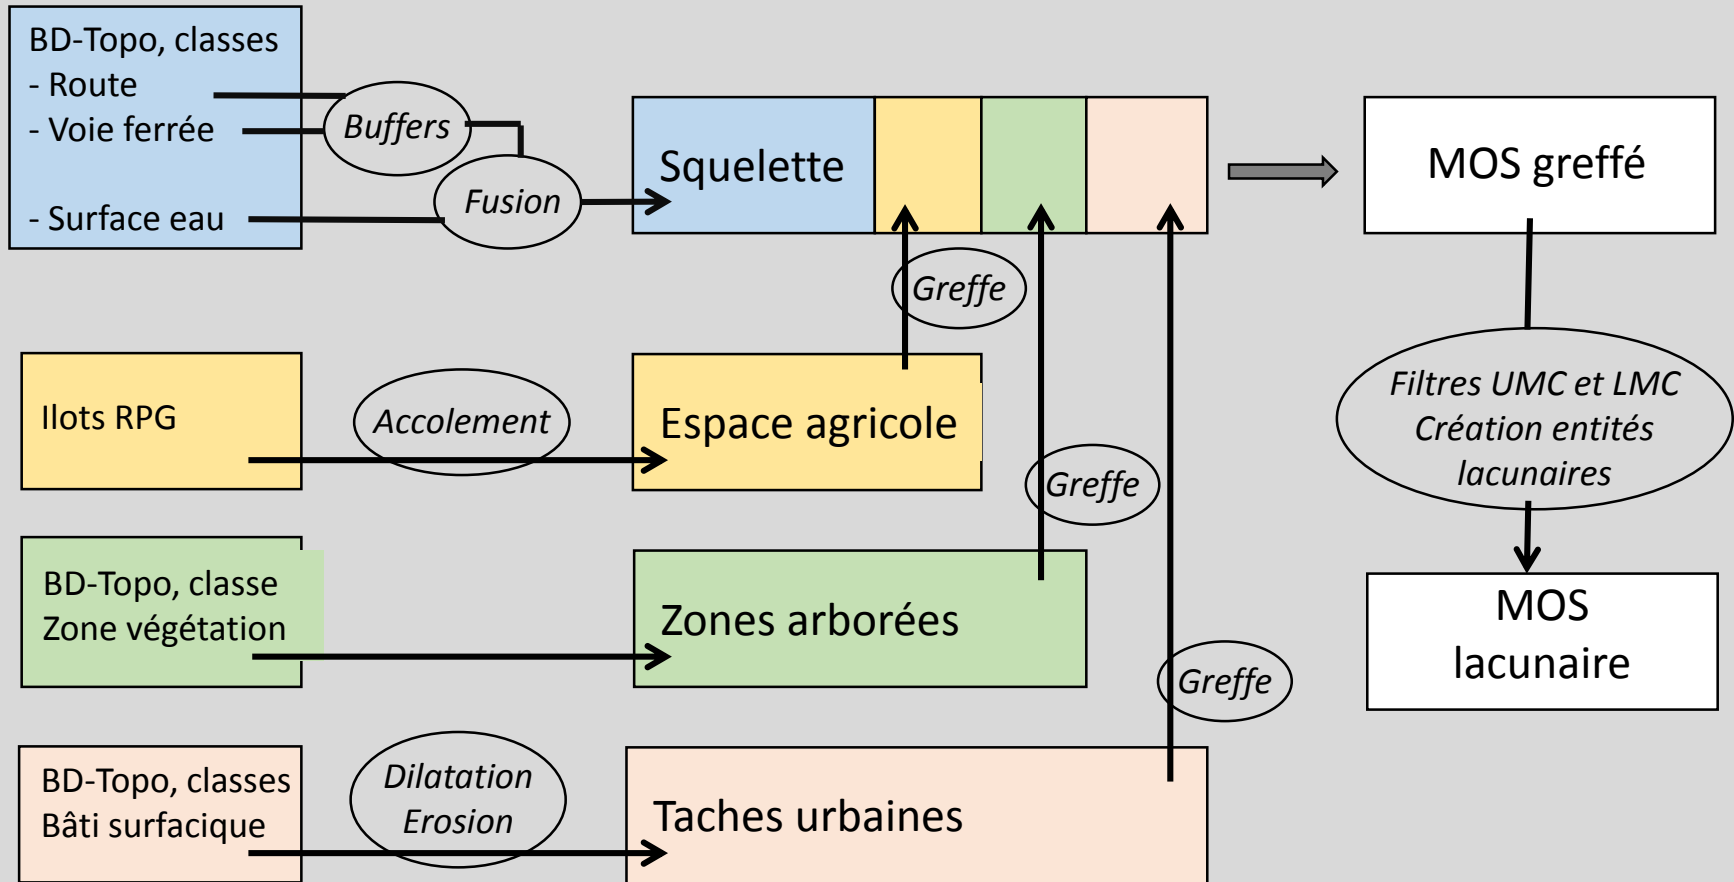 BD-Topo, classes
- Route
- Voie ferrée
- Surface eau
Buffers
Fusion
Squelette
MOS greffé
Greffe
Ilots RPG
Accolement
Espace agricole
Filtres UMC et LMC
Création entités
lacunaires
Greffe
BD-Topo, classe
Zone végétation
Zones arborées
MOS
lacunaire
Greffe
BD-Topo, classes
Bâti surfacique
Dilatation
Erosion
Taches urbaines